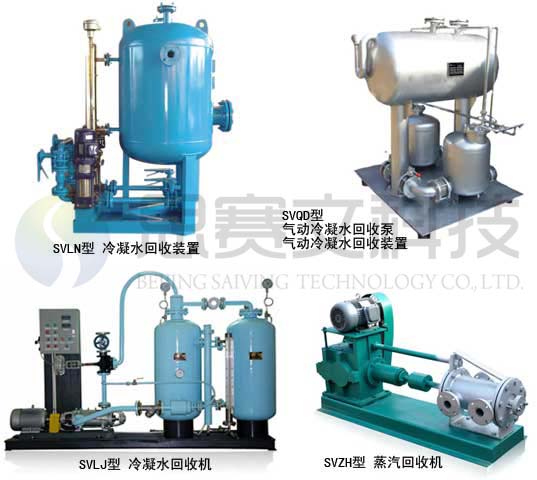 SVLN型 冷凝水回收装置
SVQD型
气动冷凝水回收泵
气动冷凝水回收装置
思赛文科技
BEIJING SAIVING TECHNOLOGY CO., LTD.
SVLJ型 冷凝水回收机
SVZH型 蒸汽回收机